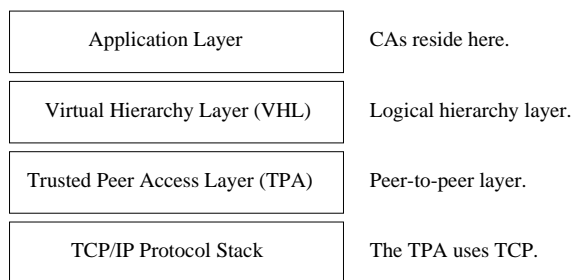 Application Layer CAs reside here.
Virtual Hierarchy Layer (VHL) Logical hierarchy layer.
Trusted Peer Access Layer (TPA) Peer-to-peer layer.
TCP/IP Protocol Stack The TPA uses TCP.